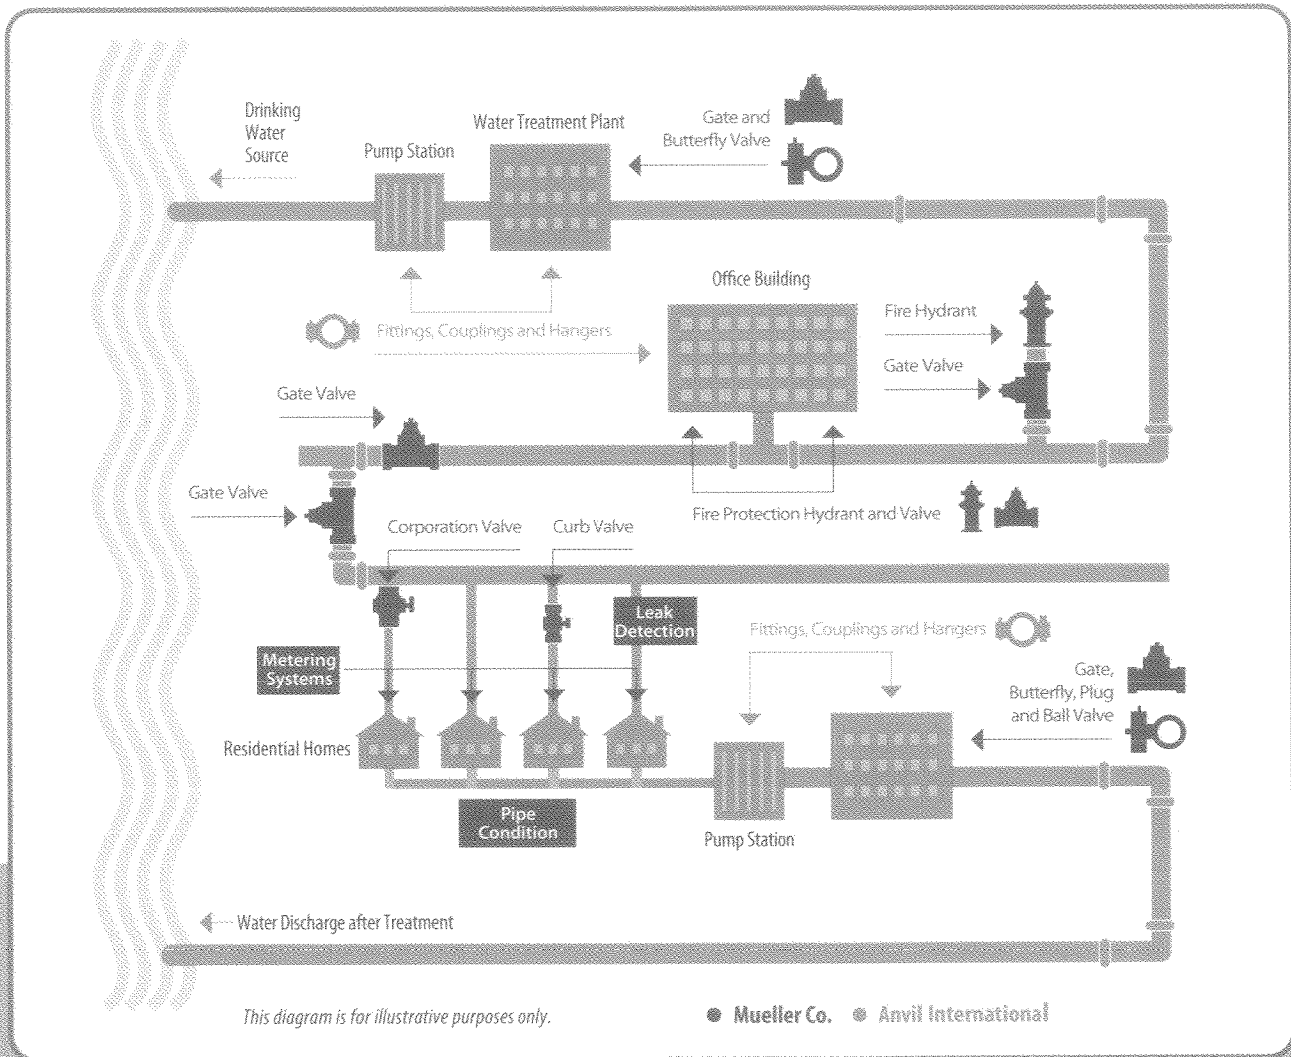 Drinking
Water
Source
Pump Station
Water Treatment Plant
Gate and
Butterfly Valve
Fittings, Couplings and Hangers
Office Building
Fire Hydrant
Gate Valve
Gate Valve
Gate Valve
Fire Protection Hydrant and Valve
Corporation Valve
Curb Valve
Leak
Detection
Metering
Systems
Fittings, Couplings and Hangers
Gate,
Butterfly, Plug
and Ball Valve
Residential Homes
Pipe
Condition
Pump Station
Water Discharge after Treatment
This diagram is for illustrative purposes only.
Mueller Co.
Anvil International